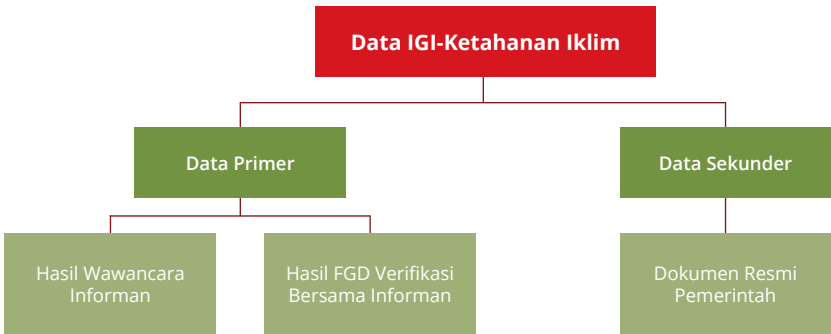 Data IGI-Ketahanan Iklim
Data Primer
Data Sekunder
Hasil Wawancara
Informan
Hasil FGD Verifikasi
Bersama Informan
Dokumen Resmi
Pemerintah